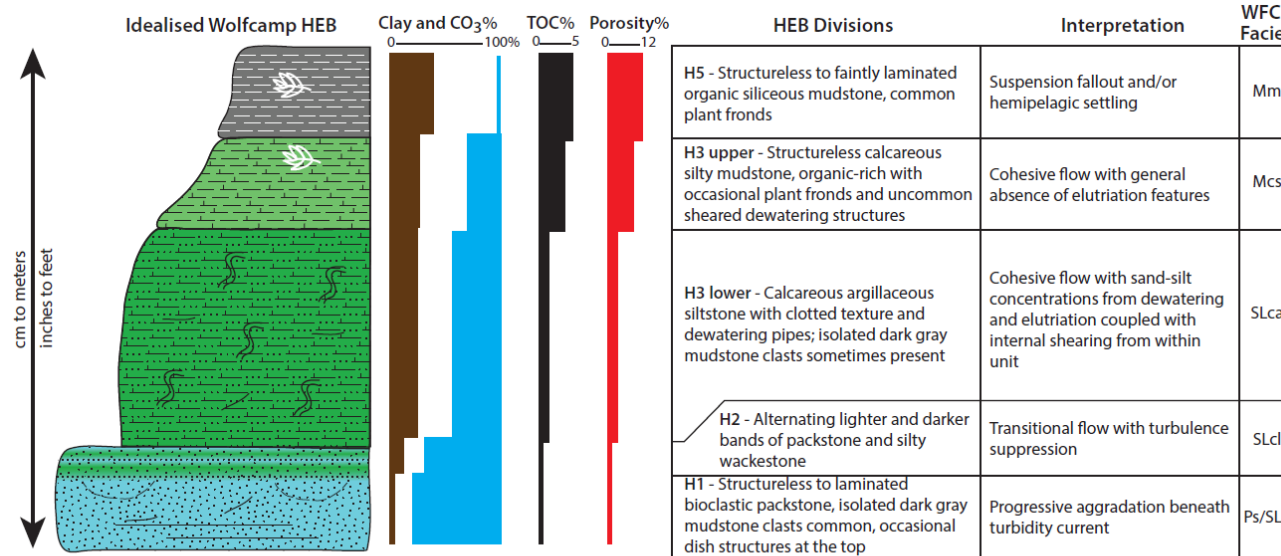 Idealised Wolfcamp HEB
Clay and CO3%
TOC%
Porosity%
HEB Divisions
Interpretation
WFC
Facie
0
100%
0
5
0
12
cm to meters
inches to feet
H5 - Structureless to faintly laminated
organic siliceous mudstone, common
plant fronds
Suspension fallout and/or
hemipelagic settling
Mm
H3 upper - Structureless calcareous
silty mudstone, organic-rich with
occasional plant fronds and uncommon
sheared dewatering structures
Cohesive flow with general
absence of elutriation features
Mcs
H3 lower - Calcareous argillaceous
siltstone with clotted texture and
dewatering pipes; isolated dark gray
mudstone clasts sometimes present
Cohesive flow with sand-silt
concentrations from dewatering
and elutriation coupled with
internal shearing from within
unit
SLca
H2 - Alternating lighter and darker
bands of packstone and silty
wackestone
Transitional flow with turbulence
suppression
SLcl
H1 - Structureless to laminated
bioclastic packstone, isolated dark gray
mudstone clasts common, occasional
dish structures at the top
Progressive aggradation beneath
turbidity current
Ps/SL